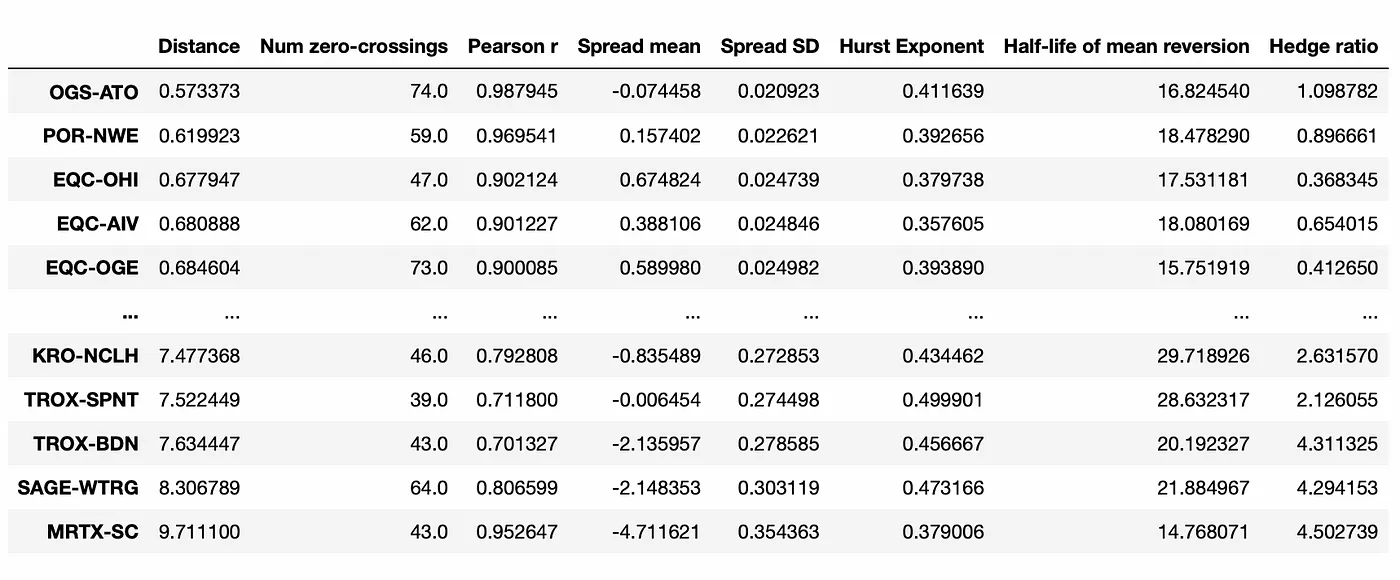 Distance Num zero-crossings Pearson r Spread mean Spread SD Hurst Exponent Half-life of mean reversion Hedge ratio
OGS-ATO 0.573373 74.0 0.987945 -0.074458 0.020923 0.411639 16.824540 1.098782
POR-NWE 0.619923 59.0 0.969541 0.157402 0.022621 0.392656 18.478290 0.896661
EQC-OHI 0.677947 47.0 0.902124 0.674824 0.024739 0.379738 17.531181 0.368345
EQC-AIV 0.680888 62.0 0.901227 0.388106 0.024846 0.357605 18.080169 0.654015
EQC-OGE 0.684604 73.0 0.900085 0.589980 0.024982 0.393890 15.751919 0.412650
... ... ... ... ... ... ... ... ...
KRO-NCLH 7.477368 46.0 0.792808 -0.835489 0.272853 0.434462 29.718926 2.631570
TROX-SPNT 7.522449 39.0 0.711800 -0.006454 0.274498 0.499901 28.632317 2.126055
TROX-BDN 7.634447 43.0 0.701327 -2.135957 0.278585 0.456667 20.192327 4.311325
SAGE-WTRG 8.306789 64.0 0.806599 -2.148353 0.303119 0.473166 21.884967 4.294153
MRTX-SC 9.711100 43.0 0.952647 -4.711621 0.354363 0.379006 14.768071 4.502739